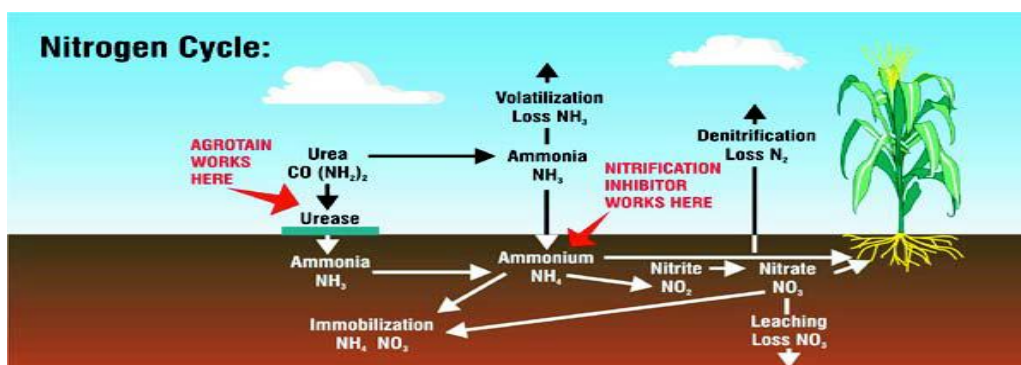 Nitrogen Cycle:
Volatilization
Loss NH₃
Denitrification
Loss N₂
AGROTAIN
WORKS
HERE
Urea
CO (NH₂)₂
Ammonia
NH₃
NITRIFICATION
INHIBITOR
WORKS HERE
Urease
Ammonia
NH₃
Ammonium
NH₄
Nitrite
NO₂
Nitrate
NO₃
Immobilization
NH₄ NO₃
Leaching
Loss NO₃